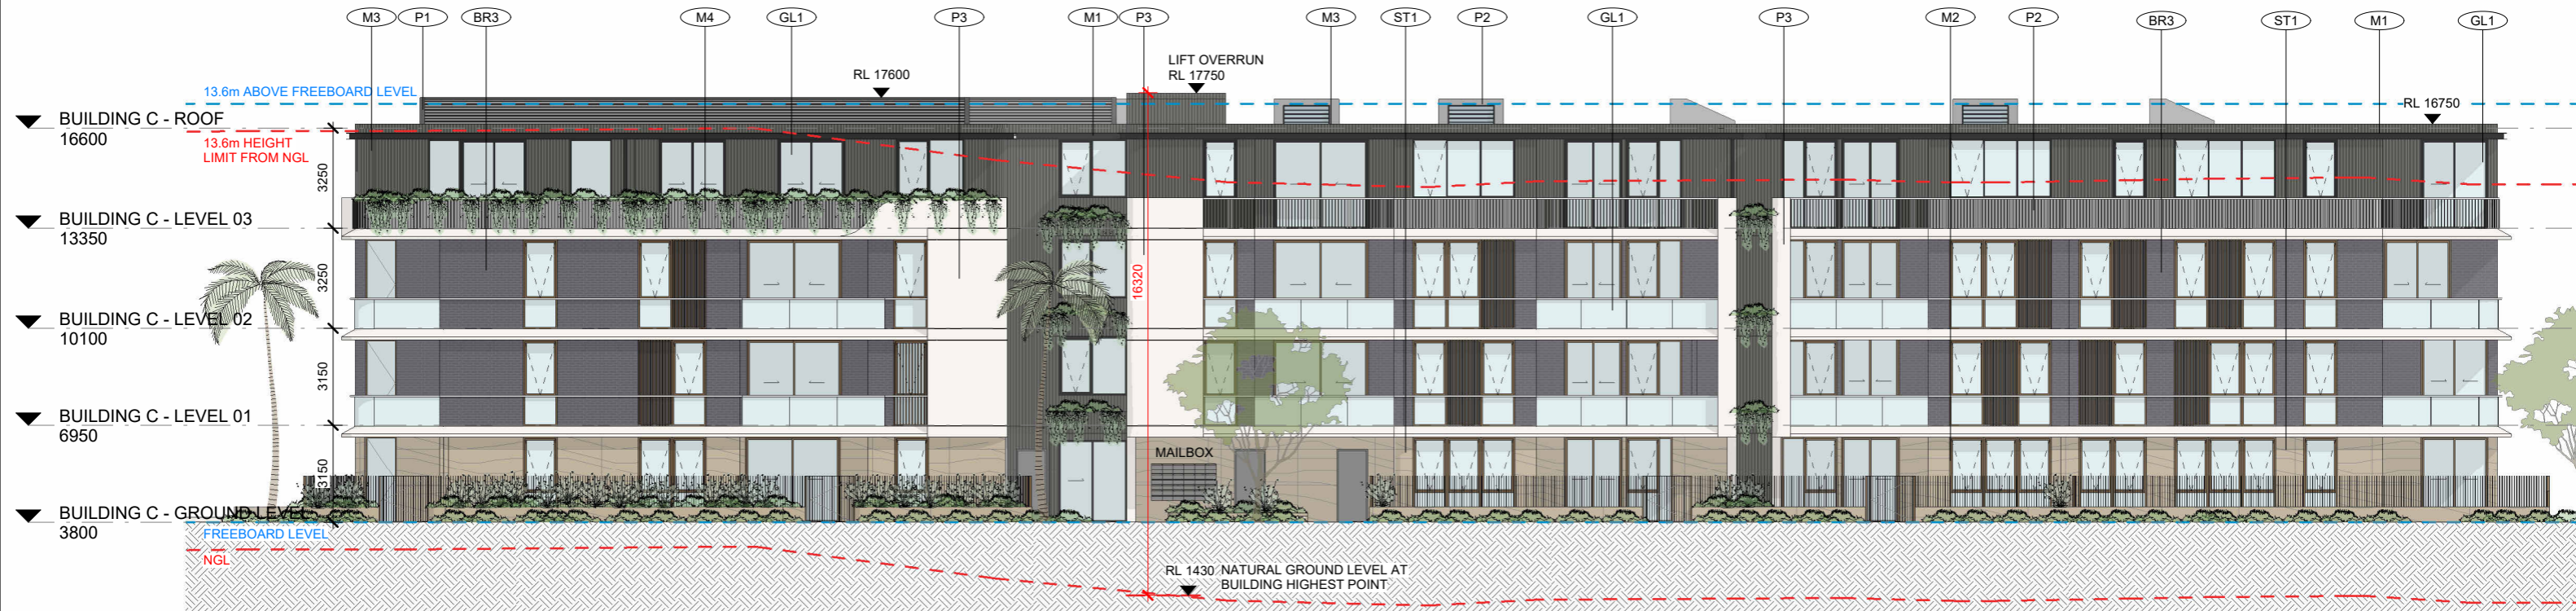 M3 P1 BR3 M4 GL1 P3 M1 P3 M3 ST1 P2 GL1 P3 M2 P2 BR3 ST1 M1 GL1
LIFT OVERRUN
RL 17750
RL 17600
13.6m ABOVE FREEBOARD LEVEL
RL 16750
BUILDING C - ROOF
16600
13.6m HEIGHT
LIMIT FROM NGL
3250
BUILDING C - LEVEL 03
13350
3250
16320
BUILDING C - LEVEL 02
10100
3150
BUILDING C - LEVEL 01
6950
MAILBOX
3150
BUILDING C - GROUND LEVEL
3800
FREEBOARD LEVEL
NGL
RL 1430 NATURAL GROUND LEVEL AT
BUILDING HIGHEST POINT